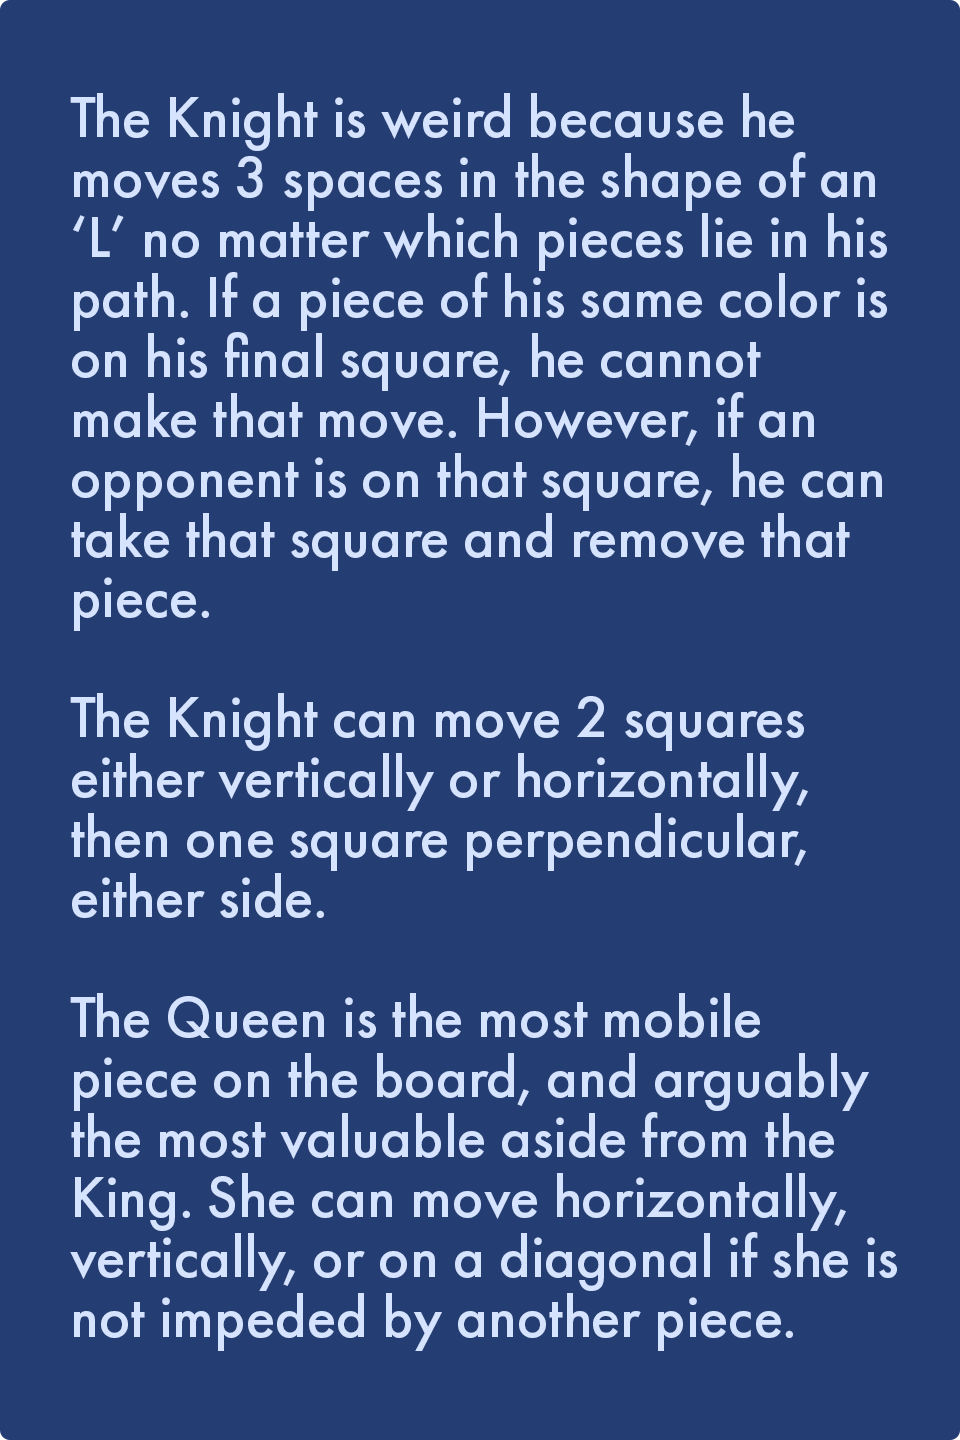 The Knight is weird because he
moves 3 spaces in the shape of an
‘L’ no matter which pieces lie in his
path. If a piece of his same color is
on his final square, he cannot
make that move. However, if an
opponent is on that square, he can
take that square and remove that
piece.

The Knight can move 2 squares
either vertically or horizontally,
then one square perpendicular,
either side.

The Queen is the most mobile
piece on the board, and arguably
the most valuable aside from the
King. She can move horizontally,
vertically, or on a diagonal if she is
not impeded by another piece.